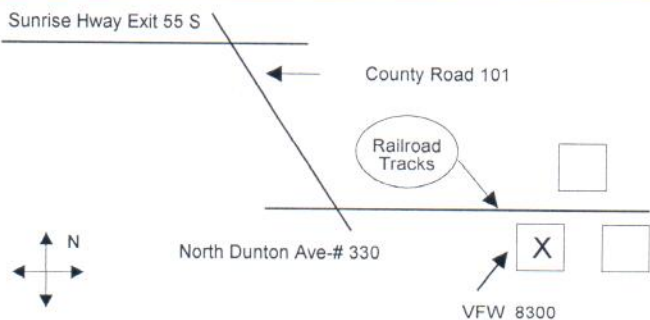 Sunrise Hway Exit 55 S
County Road 101
Railroad
Tracks
N
North Dunton Ave-# 330
X
VFW 8300